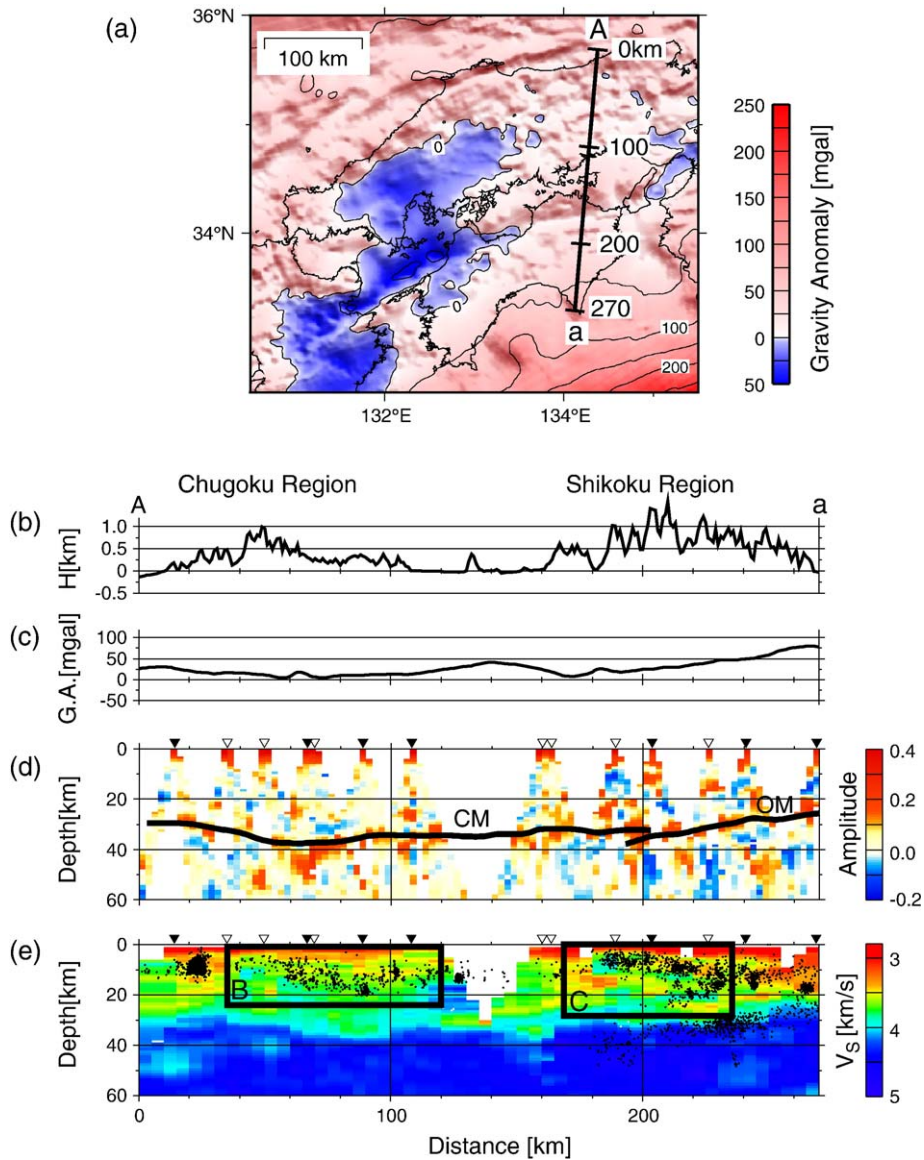 (a)
36°N
34°N
132°E
134°E
100 km
A
0km
100
200
270
a
0
0
100
200
250
200
150
100
50
0
50
Gravity Anomaly [mgal]
Chugoku Region
Shikoku Region
A
a
(b)
H[km]
1.0
0.5
0
-0.5
(c)
G.A.[mgal]
100
50
0
-50
(d)
Depth[km]
0
20
40
60
CM
OM
0.4
0.2
0.0
-0.2
Amplitude
(e)
Depth[km]
0
20
40
60
B
C
3
4
5
Vs[km/s]
0
100
200
Distance [km]